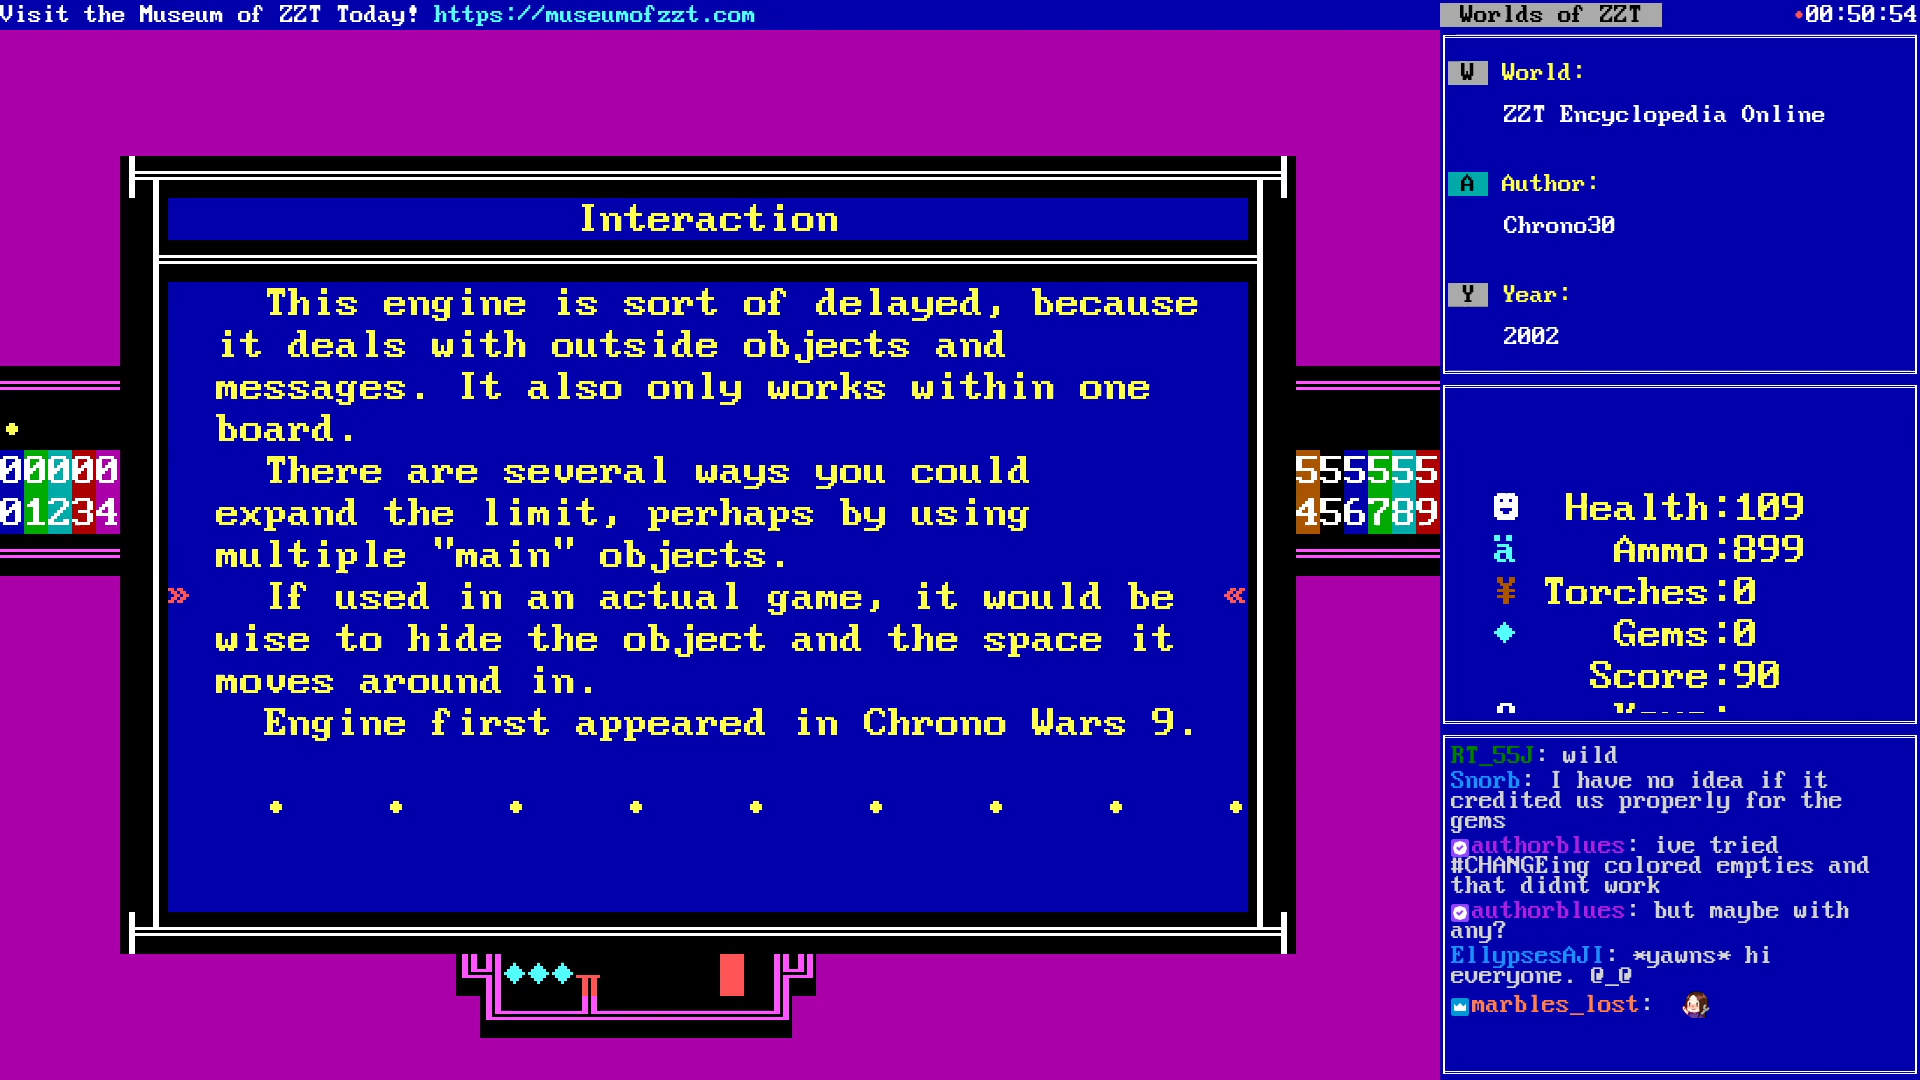 Visit the Museum of ZZT Today! https://museumofzzt.com
Worlds of ZZT
00:50:54
W World:
ZZT Encyclopedia Online
A Author:
Chrono30
Y Year:
2002
Interaction
This engine is sort of delayed, because
it deals with outside objects and
messages. It also only works within one
board.
There are several ways you could
expand the limit, perhaps by using
multiple "main" objects.
» If used in an actual game, it would be «
wise to hide the object and the space it
moves around in.
Engine first appeared in Chrono Wars 9.
00000
01234
555555
456789
Health:109
ä Ammo:899
¥ Torches:0
Gems:0
Score:90
RT_55J: wild
Snorb: I have no idea if it
credited us properly for the
gems
authorblues: ive tried
#CHANGEing colored empties and
that didnt work
authorblues: but maybe with
any?
EllypsesAJI: *yawns* hi
everyone. @_@
marbles_lost: